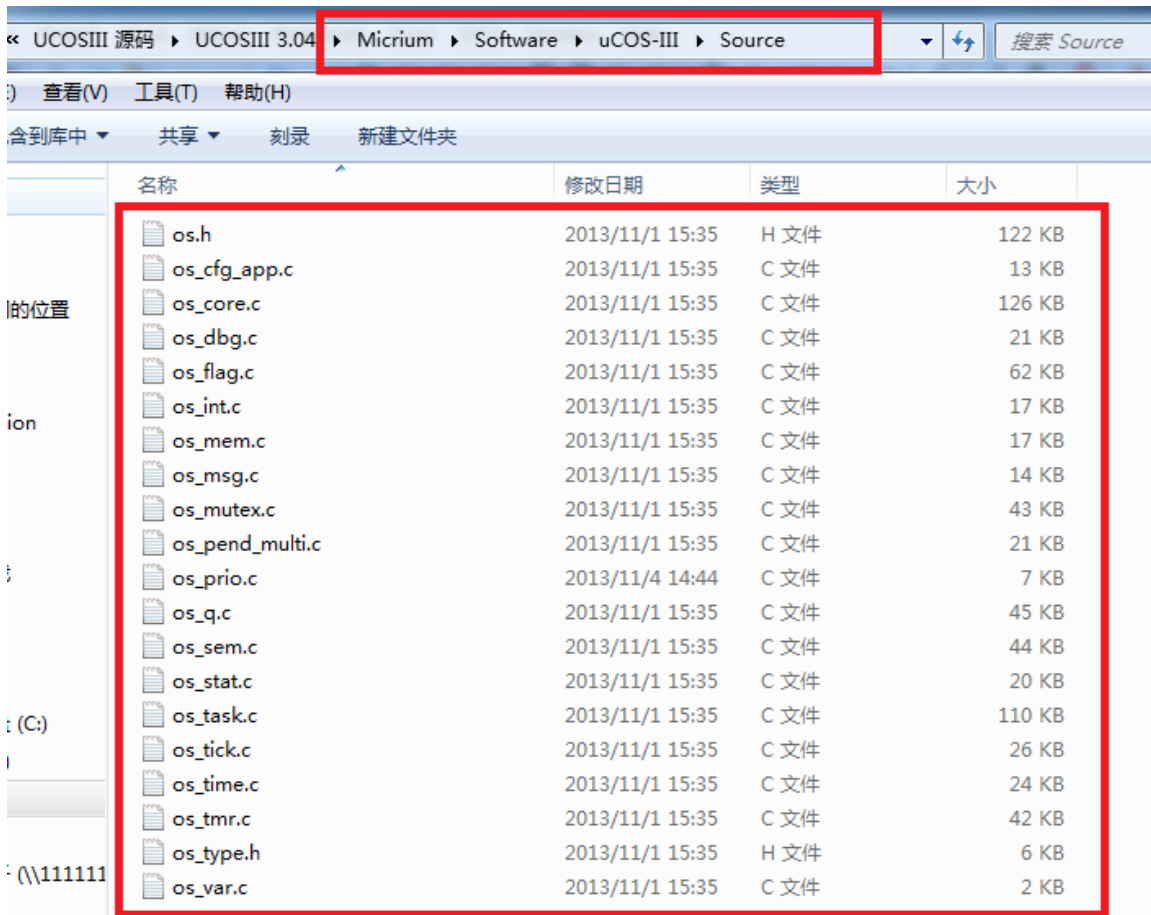 « UCOSIII 源码 ▸ UCOSIII 3.04 ▸ Micrium ▸ Software ▸ uCOS-III ▸ Source 搜索 Source
) 查看(V) 工具(T) 帮助(H)
含到库中 ▼ 共享 ▼ 刻录 新建文件夹
名称 修改日期 类型 大小
os.h 2013/11/1 15:35 H 文件 122 KB
os_cfg_app.c 2013/11/1 15:35 C 文件 13 KB
的位置 os_core.c 2013/11/1 15:35 C 文件 126 KB
os_dbg.c 2013/11/1 15:35 C 文件 21 KB
os_flag.c 2013/11/1 15:35 C 文件 62 KB
ion os_int.c 2013/11/1 15:35 C 文件 17 KB
os_mem.c 2013/11/1 15:35 C 文件 17 KB
os_msg.c 2013/11/1 15:35 C 文件 14 KB
os_mutex.c 2013/11/1 15:35 C 文件 43 KB
os_pend_multi.c 2013/11/1 15:35 C 文件 21 KB
os_prio.c 2013/11/4 14:44 C 文件 7 KB
os_q.c 2013/11/1 15:35 C 文件 45 KB
os_sem.c 2013/11/1 15:35 C 文件 44 KB
os_stat.c 2013/11/1 15:35 C 文件 20 KB
(C:) os_task.c 2013/11/1 15:35 C 文件 110 KB
) os_tick.c 2013/11/1 15:35 C 文件 26 KB
os_time.c 2013/11/1 15:35 C 文件 24 KB
os_tmr.c 2013/11/1 15:35 C 文件 42 KB
os_type.h 2013/11/1 15:35 H 文件 6 KB
(\\111111 os_var.c 2013/11/1 15:35 C 文件 2 KB